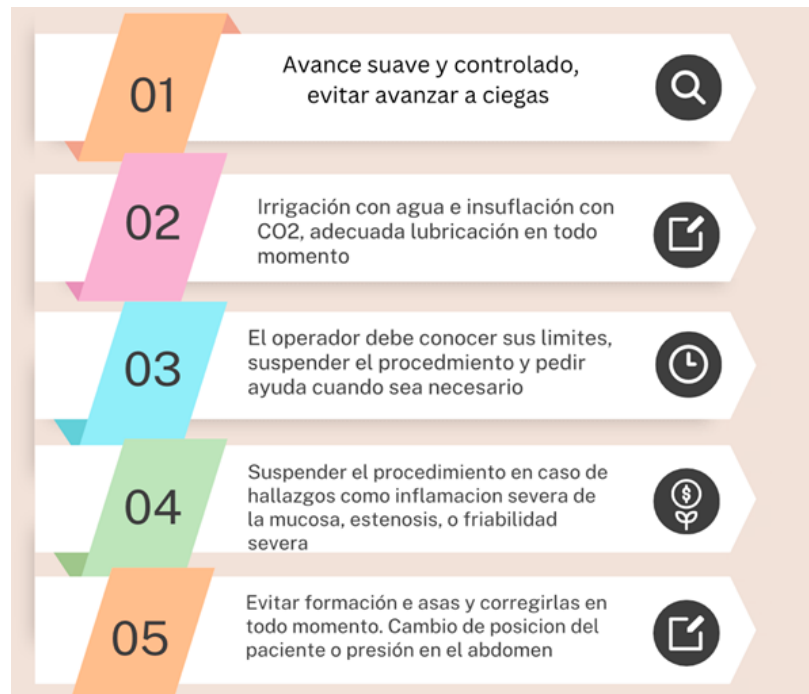 01
Avance suave y controlado,
evitar avanzar a ciegas
02
Irrigación con agua e insuflación con
CO2, adecuada lubricación en todo
momento
03
El operador debe conocer sus limites,
suspender el procedmiento y pedir
ayuda cuando sea necesario
04
Suspender el procedimiento en caso de
hallazgos como inflamacion severa de
la mucosa, estenosis, o friabilidad
severa
05
Evitar formación e asas y corregirlas en
todo momento. Cambio de posicion del
paciente o presión en el abdomen